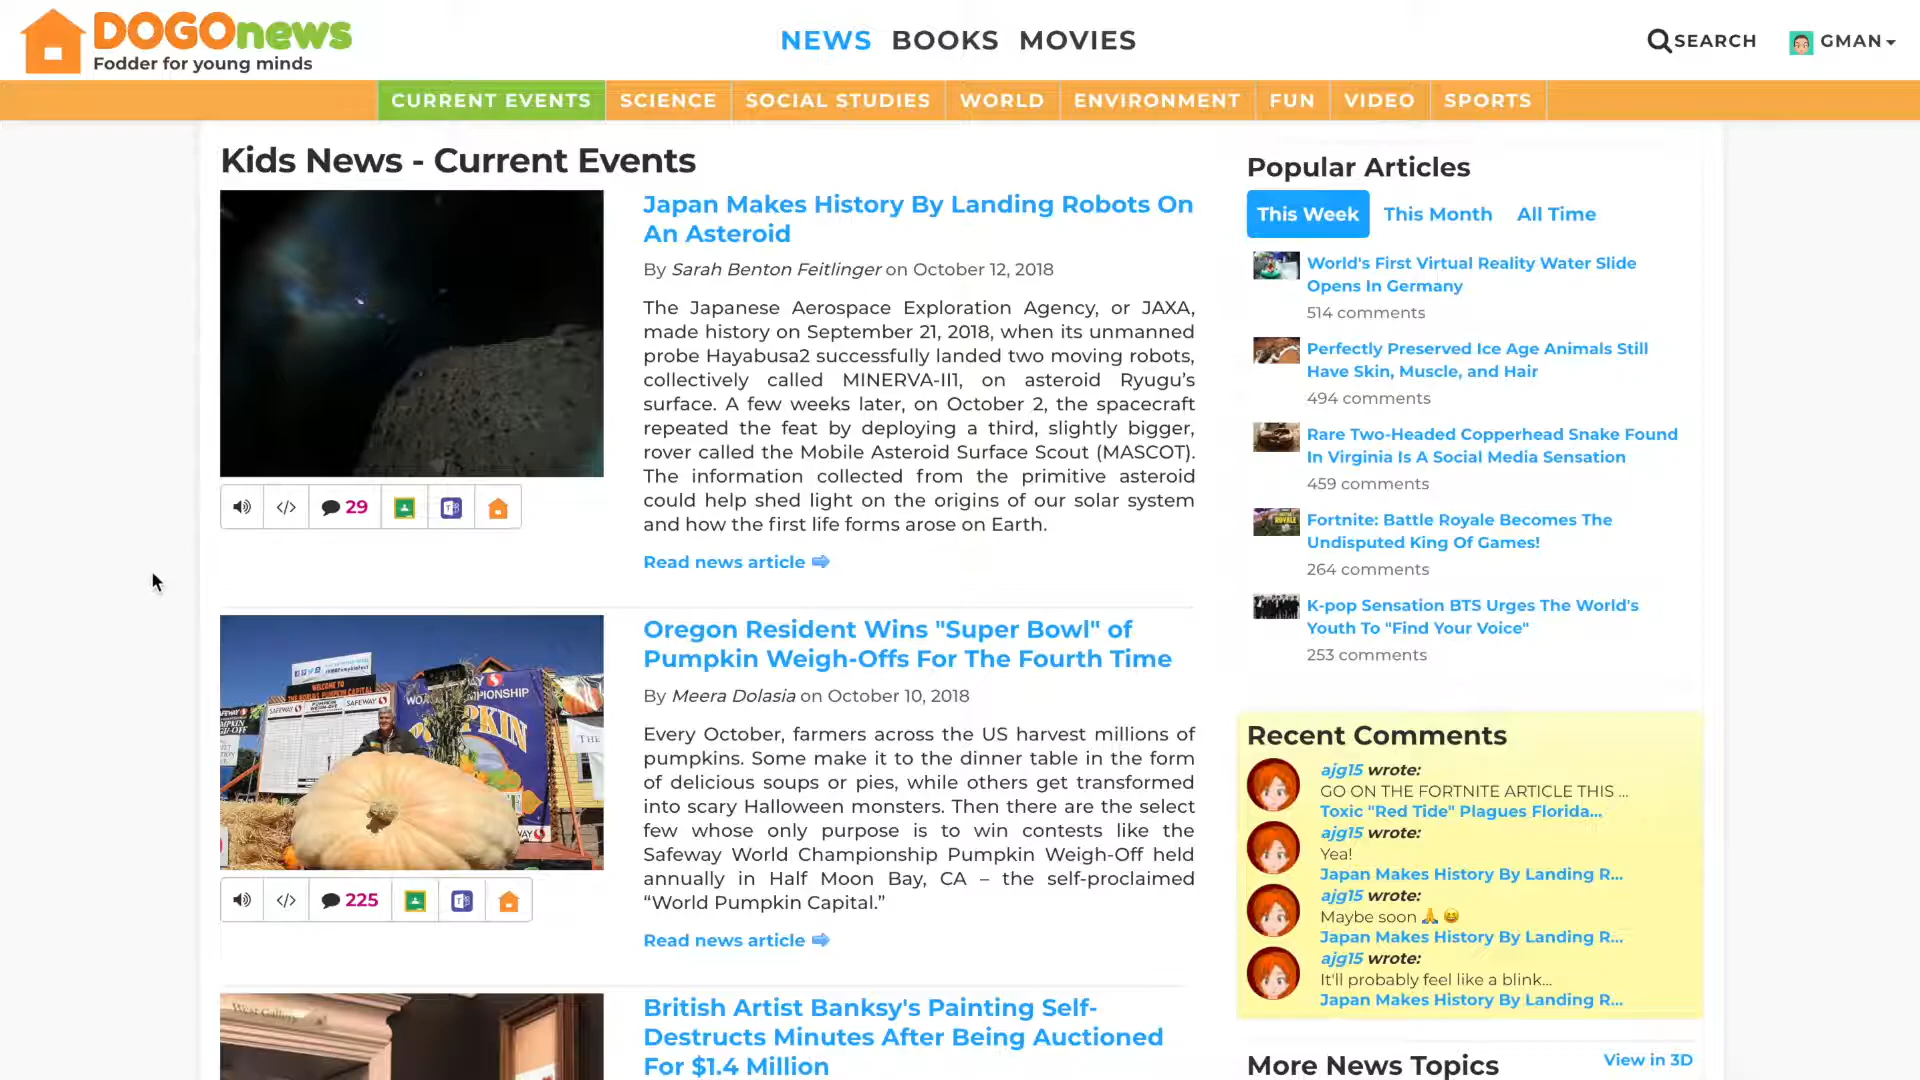 DOGOnews
Fodder for young minds
NEWS BOOKS MOVIES
SEARCH
GMAN
CURRENT EVENTS SCIENCE SOCIAL STUDIES WORLD ENVIRONMENT FUN VIDEO SPORTS
Kids News - Current Events
Japan Makes History By Landing Robots On
An Asteroid
By Sarah Benton Feitlinger on October 12, 2018
The Japanese Aerospace Exploration Agency, or JAXA,
made history on September 21, 2018, when its unmanned
probe Hayabusa2 successfully landed two moving robots,
collectively called MINERVA-II1, on asteroid Ryugu's
surface. A few weeks later, on October 2, the spacecraft
repeated the feat by deploying a third, slightly bigger,
rover called the Mobile Asteroid Surface Scout (MASCOT).
The information collected from the primitive asteroid
could help shed light on the origins of our solar system
and how the first life forms arose on Earth.
29
Read news article
WELCOME TO
SAFEWAY
SAFEWAY
Oregon Resident Wins "Super Bowl" of
Pumpkin Weigh-Offs For The Fourth Time
By Meera Dolasia on October 10, 2018
Every October, farmers across the US harvest millions of
pumpkins. Some make it to the dinner table in the form
of delicious soups or pies, while others get transformed
into scary Halloween monsters. Then there are the select
few whose only purpose is to win contests like the
Safeway World Championship Pumpkin Weigh-Off held
annually in Half Moon Bay, CA – the self-proclaimed
“World Pumpkin Capital.”
225
Read news article
West Gallery
British Artist Banksy's Painting Self-
Destructs Minutes After Being Auctioned
For $1.4 Million
Popular Articles
This Week This Month All Time
World's First Virtual Reality Water Slide
Opens In Germany
514 comments
Perfectly Preserved Ice Age Animals Still
Have Skin, Muscle, and Hair
494 comments
Rare Two-Headed Copperhead Snake Found
In Virginia Is A Social Media Sensation
459 comments
Fortnite: Battle Royale Becomes The
Undisputed King Of Games!
264 comments
K-pop Sensation BTS Urges The World's
Youth To "Find Your Voice"
253 comments
Recent Comments
ajg15 wrote:
GO ON THE FORTNITE ARTICLE THIS ...
Toxic "Red Tide" Plagues Florida...
ajg15 wrote:
Yea!
Japan Makes History By Landing R...
ajg15 wrote:
Maybe soon 🙏 😄
Japan Makes History By Landing R...
ajg15 wrote:
It'll probably feel like a blink...
Japan Makes History By Landing R...
More News Topics
View in 3D